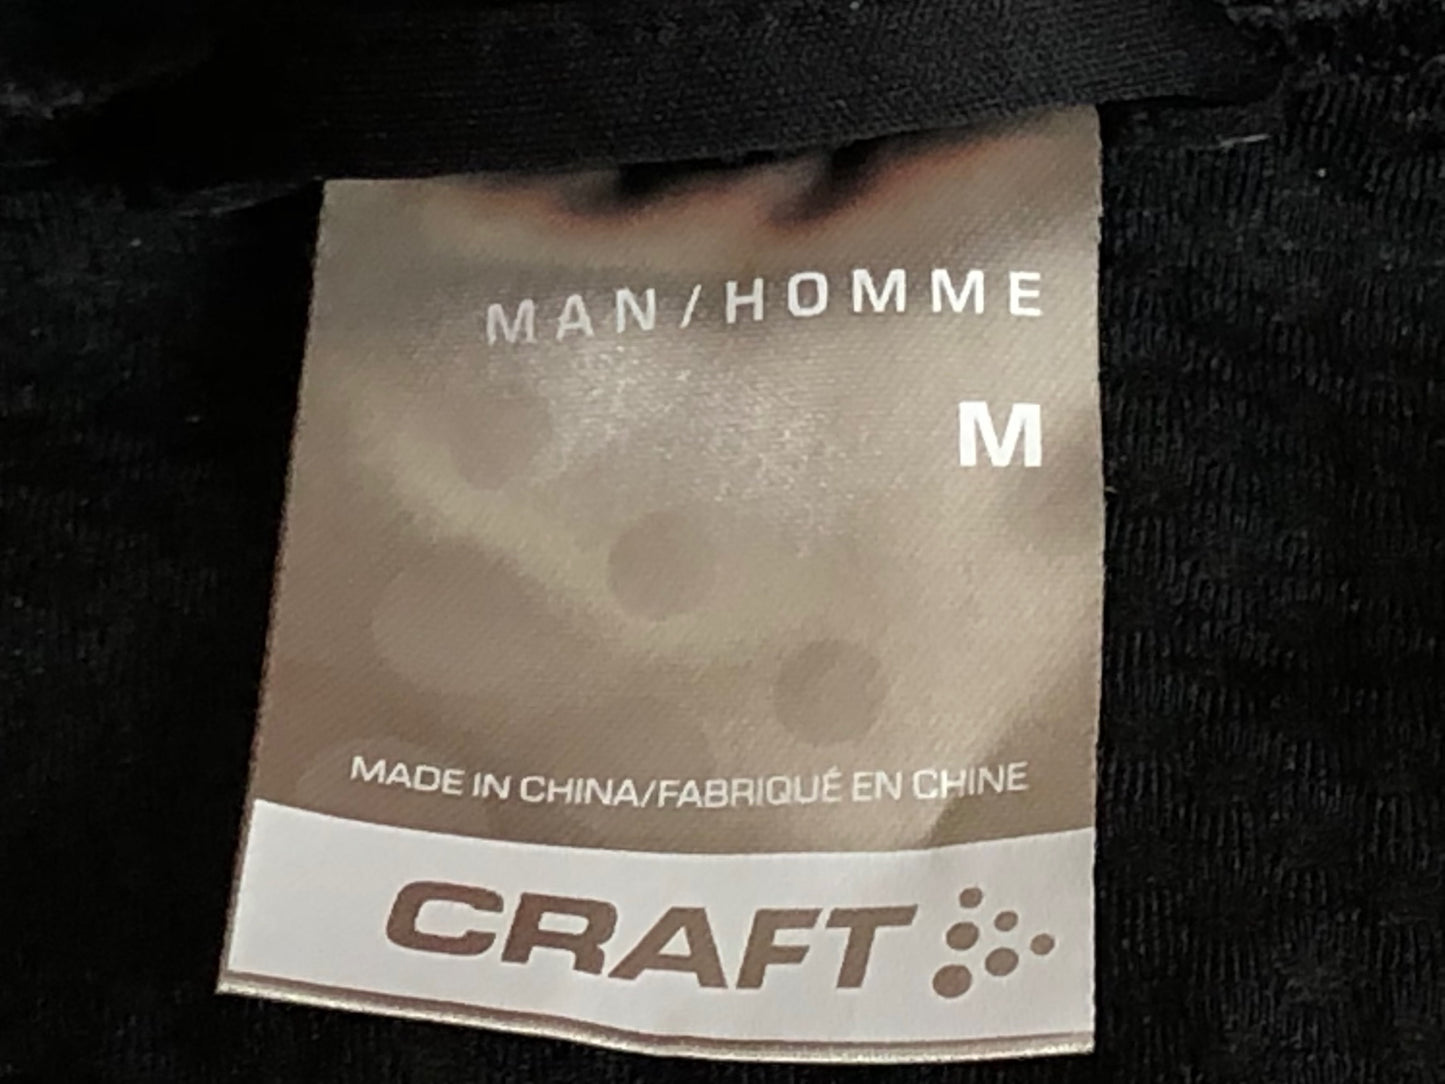 MAN/HOMME
M
MADE IN CHINA/FABRIQUÉ EN CHINE
CRAFT